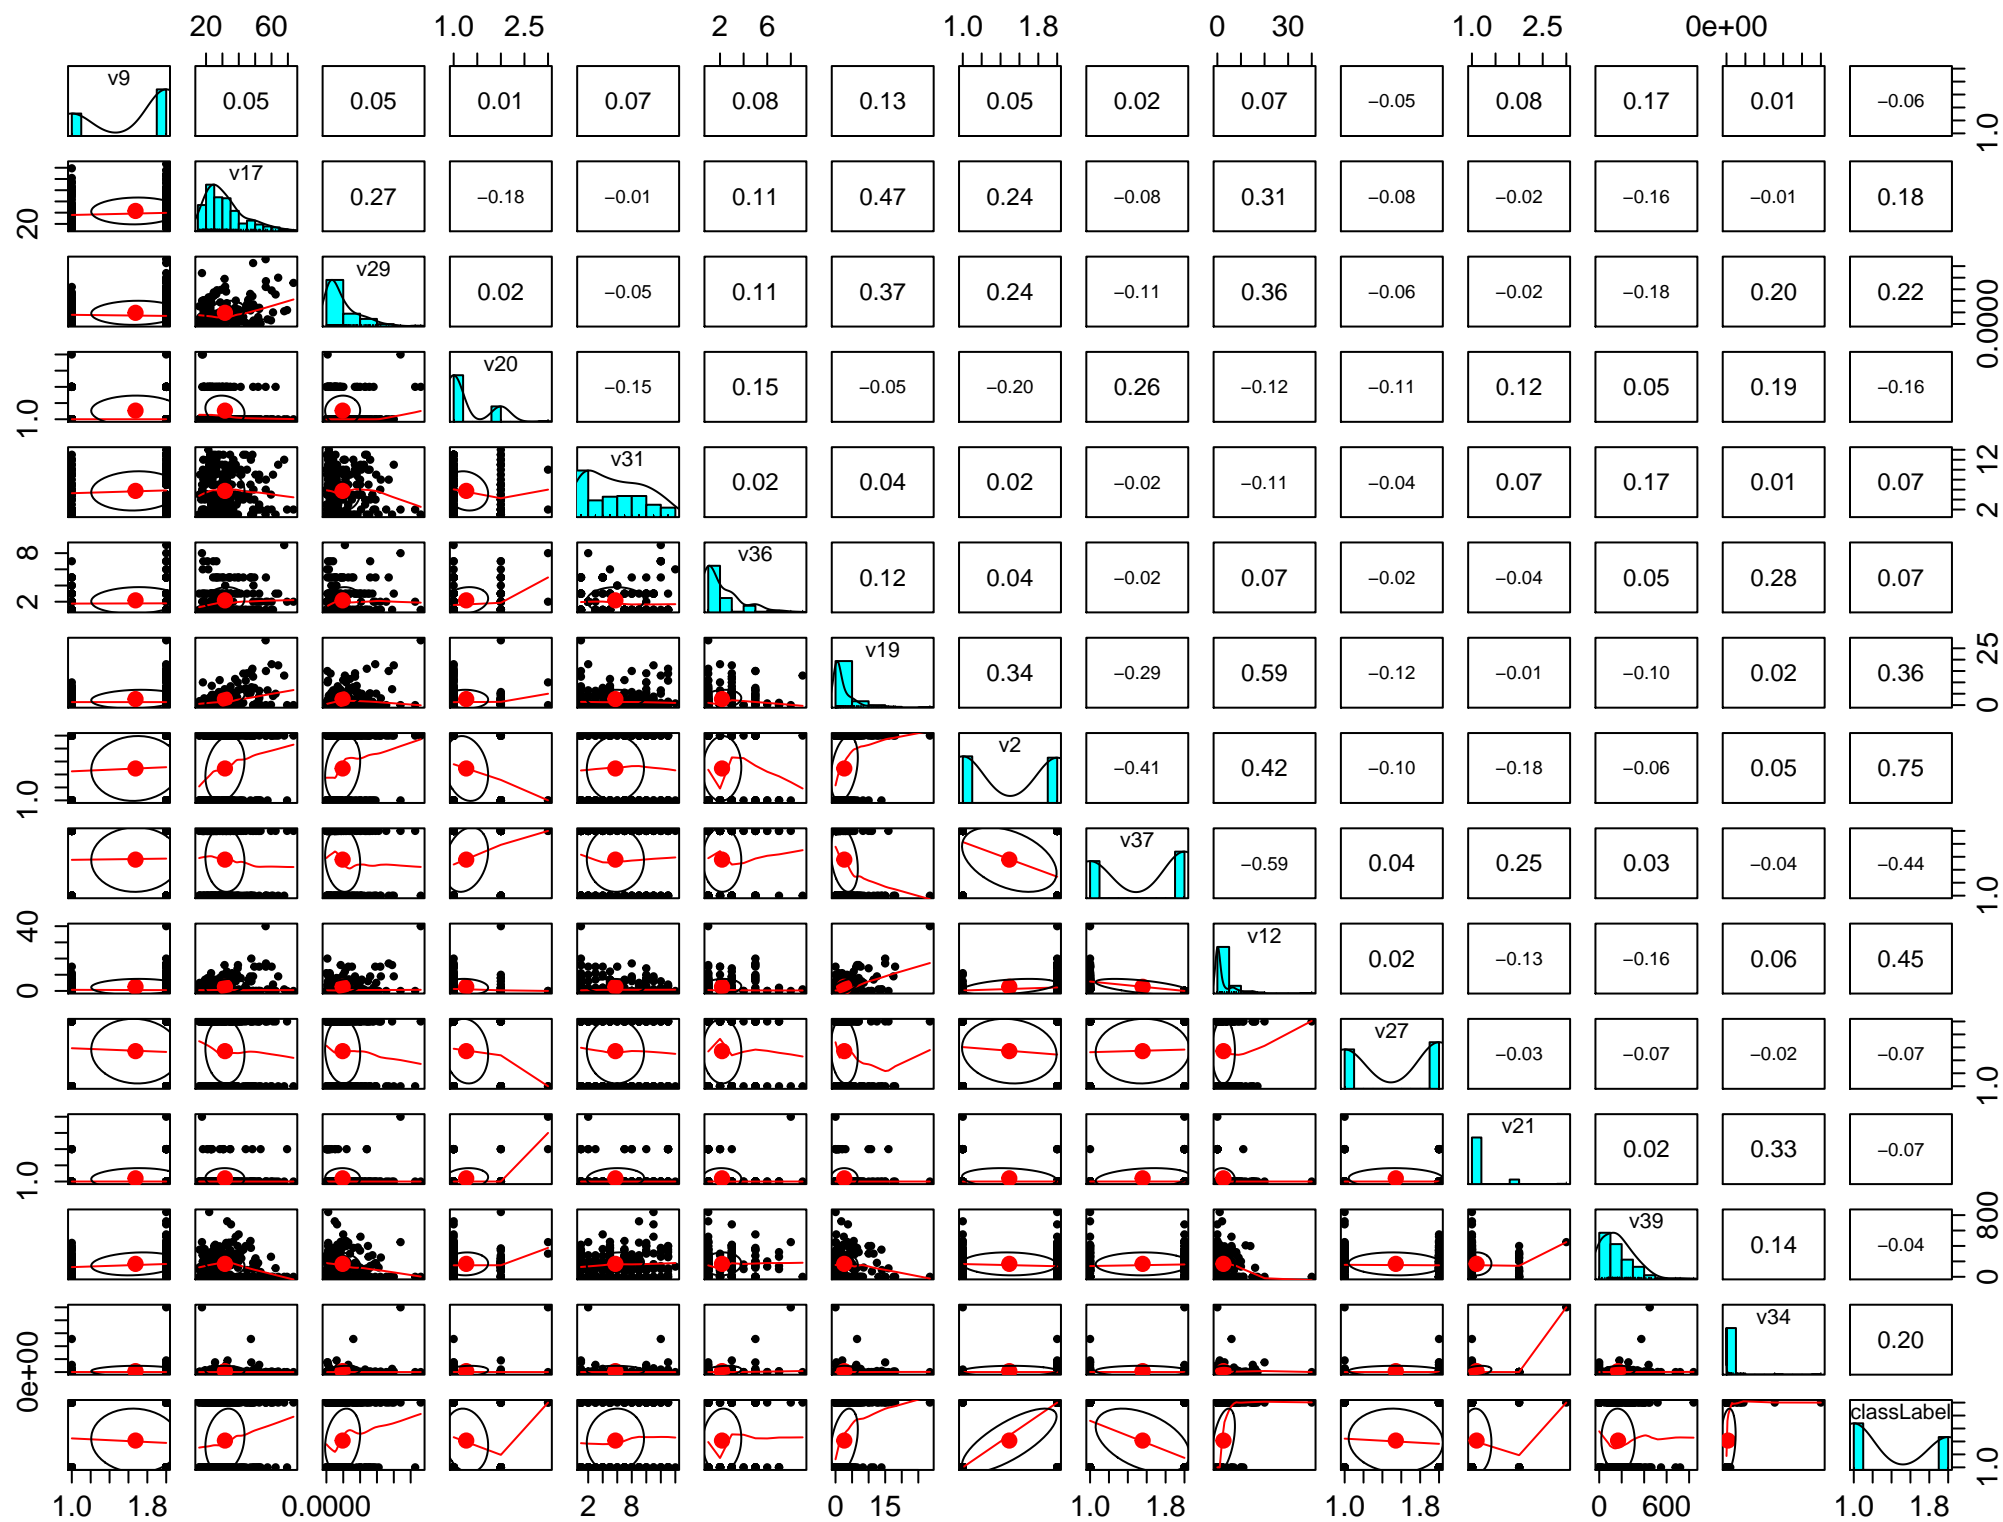 20 60 1.0 2.5 2 6 1.0 1.8 0 30 1.0 2.5 0e+00
v9 0.05 0.05 0.01 0.07 0.08 0.13 0.05 0.02 0.07 −0.05 0.08 0.17 0.01 −0.06 1.0
20 v17 0.27 −0.18 −0.01 0.11 0.47 0.24 −0.08 0.31 −0.08 −0.02 −0.16 −0.01 0.18
v29 0.02 −0.05 0.11 0.37 0.24 −0.11 0.36 −0.06 −0.02 −0.18 0.20 0.22 0.0000
1.0 v20 −0.15 0.15 −0.05 −0.20 0.26 −0.12 −0.11 0.12 0.05 0.19 −0.16
v31 0.02 0.04 0.02 −0.02 −0.11 −0.04 0.07 0.17 0.01 0.07 2 12
2 8 v36 0.12 0.04 −0.02 0.07 −0.02 −0.04 0.05 0.28 0.07
v19 0.34 −0.29 0.59 −0.12 −0.01 −0.10 0.02 0.36 0 25
1.0 v2 −0.41 0.42 −0.10 −0.18 −0.06 0.05 0.75
v37 −0.59 0.04 0.25 0.03 −0.04 −0.44 1.0
0 40 v12 0.02 −0.13 −0.16 0.06 0.45
v27 −0.03 −0.07 −0.02 −0.07 1.0
1.0 v21 0.02 0.33 −0.07
v39 0.14 −0.04 0 800
0e+00 v34 0.20
classLabel 1.0
1.0 1.8 0.0000 2 8 0 15 1.0 1.8 1.0 1.8 0 600 1.0 1.8